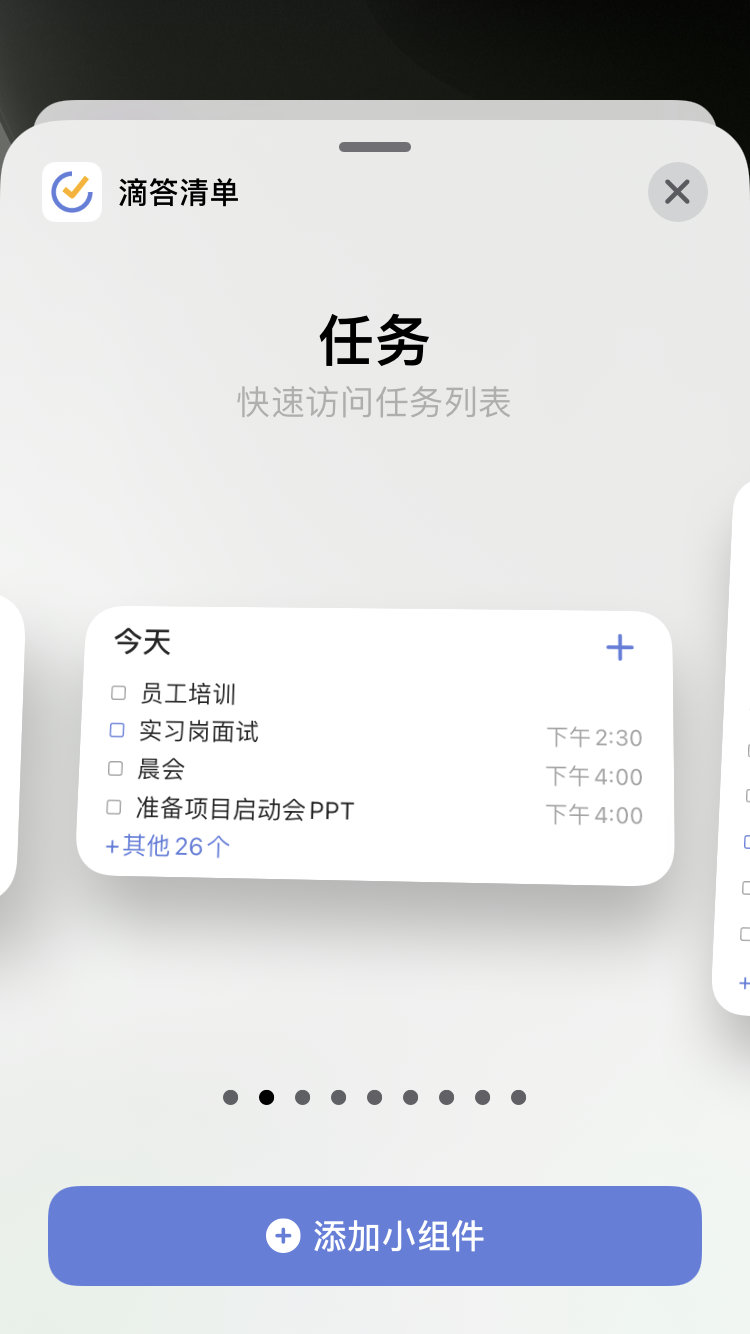 滴答清单
任务
快速访问任务列表
今天
员工培训
实习岗面试 下午2:30
晨会 下午4:00
准备项目启动会PPT 下午4:00
+其他26个
添加小组件